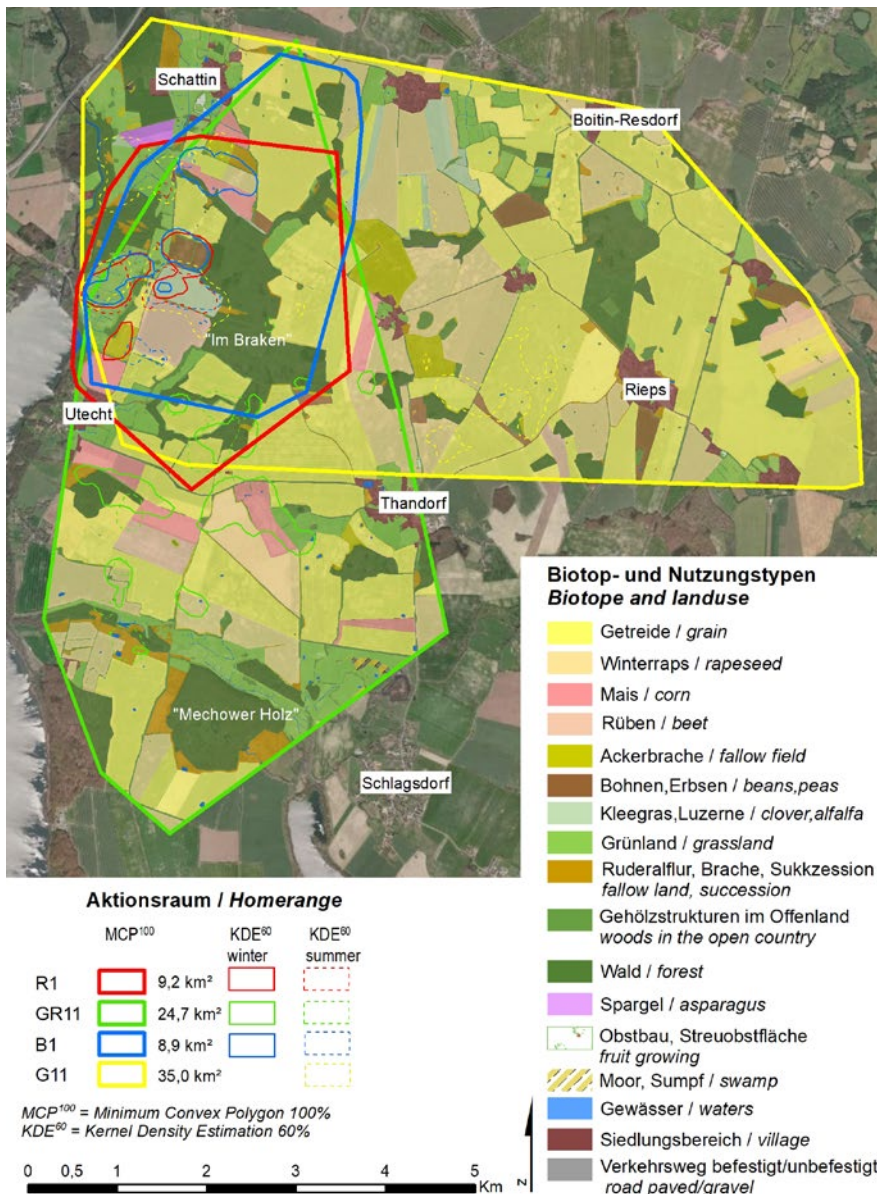 Schattin
Boitin-Resdorf
"Im Braken"
Rieps
Utecht
Thandorf
"Mechower Holz"
Schlagsdorf
Biotop- und Nutzungstypen
Biotope and landuse
Getreide / grain
Winterraps / rapeseed
Mais / corn
Rüben / beet
Ackerbrache / fallow field
Bohnen,Erbsen / beans,peas
Kleegras,Luzerne / clover,alfalfa
Grünland / grassland
Ruderalflur, Brache, Sukkzession
fallow land, succession
Gehölzstrukturen im Offenland
woods in the open country
Wald / forest
Spargel / asparagus
Obstbau, Streuobstfläche
fruit growing
Moor, Sumpf / swamp
Gewässer / waters
Siedlungsbereich / village
Verkehrsweg befestigt/unbefestigt
road paved/gravel
Aktionsraum / Homerange
MCP¹⁰⁰ KDE⁶⁰ KDE⁶⁰
winter summer
R1 9,2 km²
GR11 24,7 km²
B1 8,9 km²
G11 35,0 km²
MCP¹⁰⁰ = Minimum Convex Polygon 100%
KDE⁶⁰ = Kernel Density Estimation 60%
0 0,5 1 2 3 4 5
Km
N